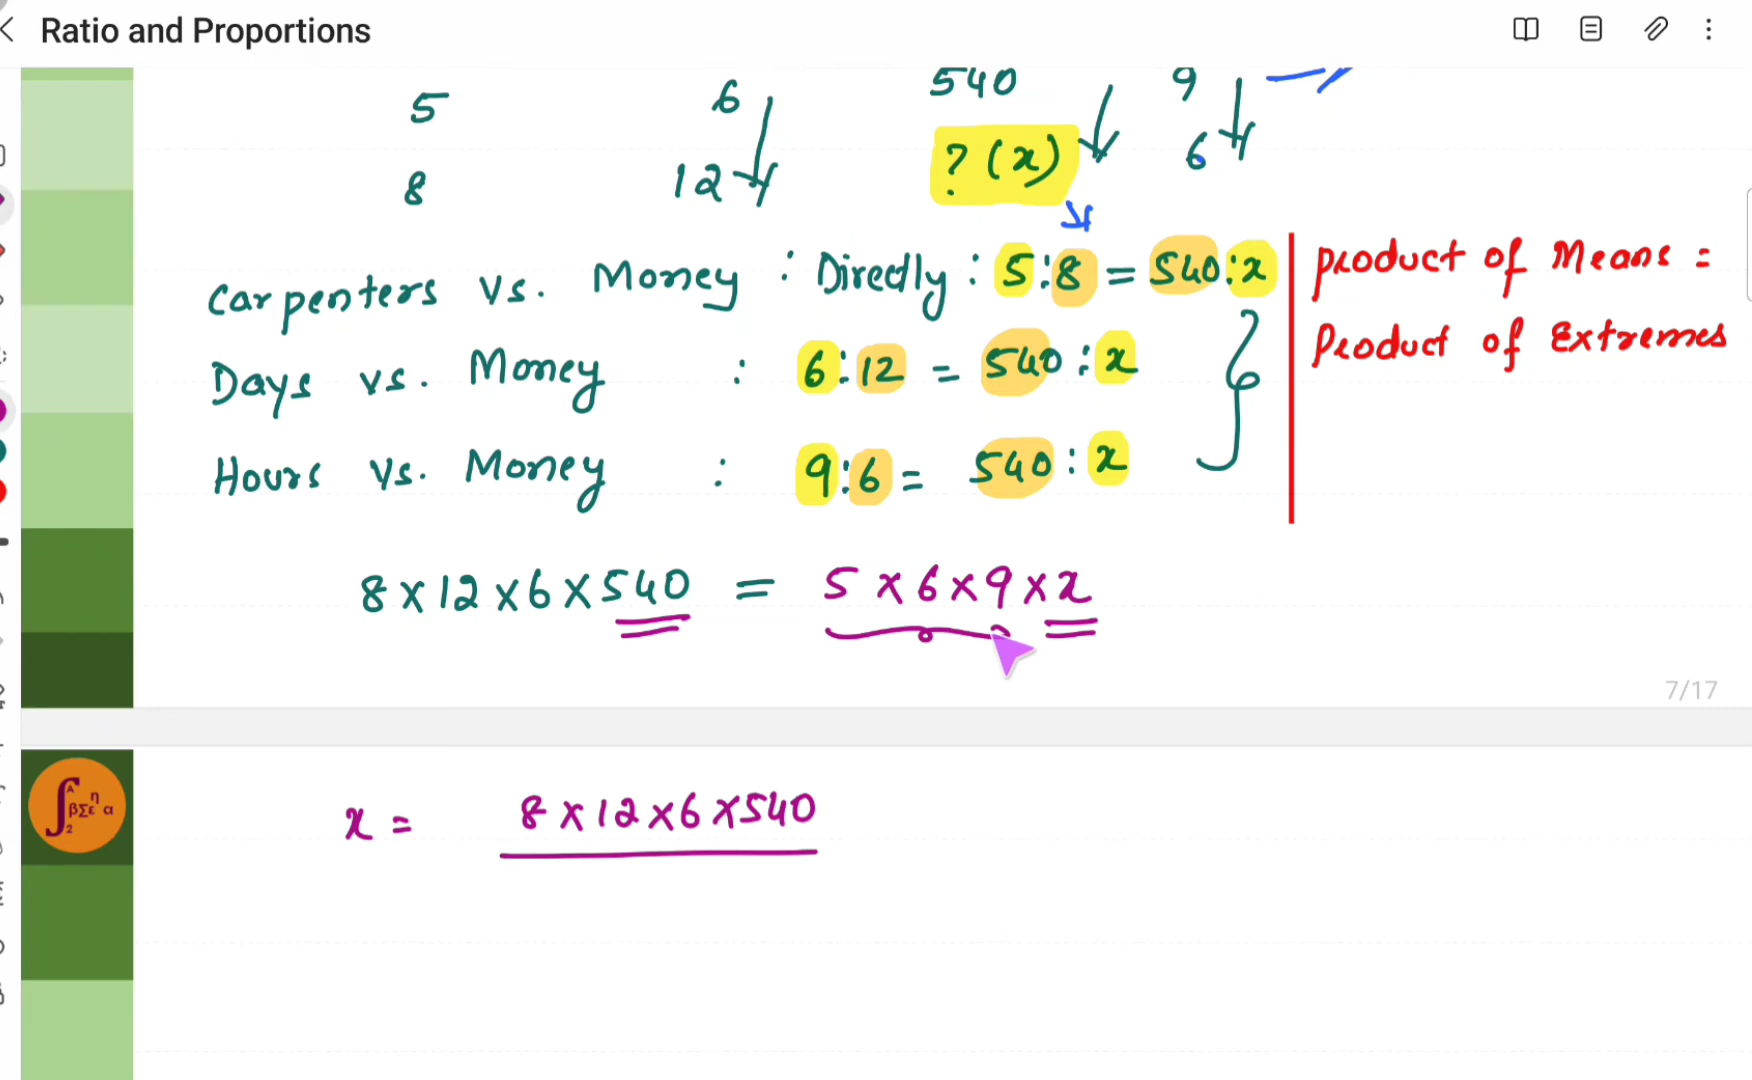 Ratio and Proportions
5 6 540 9
8 12 ? (x) 6
Carpenters vs. Money : Directly : 5:8 = 540:x
Product of Means =
Product of Extremes
Days vs. Money : 6:12 = 540:x
Hours vs. Money : 9:6 = 540:x
8×12×6×540 = 5×6×9×x
7/17
x = 8×12×6×540